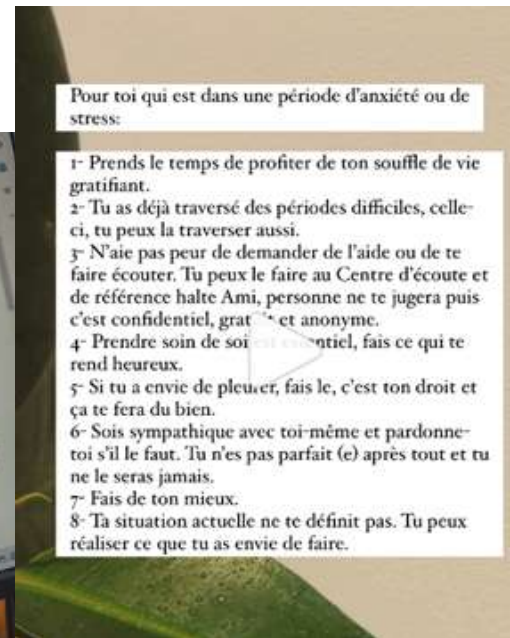 Pour toi qui est dans une période d'anxiété ou de
stress:
1- Prends le temps de profiter de ton souffle de vie
gratifiant.
2- Tu as déjà traversé des périodes difficiles, celle-
ci, tu peux la traverser aussi.
3- N'aie pas peur de demander de l'aide ou de te
faire écouter. Tu peux le faire au Centre d'écoute et
de référence halte Ami, personne ne te jugera puis
c'est confidentiel, et anonyme.
4- Prendre soin de soi fais ce qui te
rend heureux.
5- Si tu a envie de pleurer, fais le, c'est ton droit et
ça te fera du bien.
6- Sois sympathique avec toi-même et pardonne-
toi s'il le faut. Tu n'es pas parfait (e) après tout et tu
ne le seras jamais.
7- Fais de ton mieux.
8- Ta situation actuelle ne te définit pas. Tu peux
réaliser ce que tu as envie de faire.